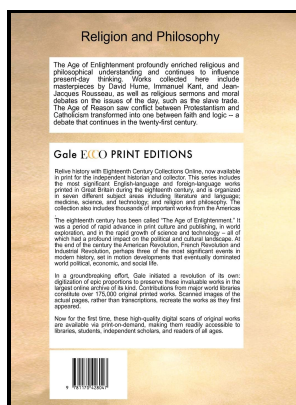 Religion and Philosophy
The Age of Enlightenment profoundly enriched religious and
philosophical understanding and continues to influence
present-day thinking. Works collected here include
masterpieces by David Hume, Immanuel Kant, and Jean-
Jacques Rousseau, as well as religious sermons and moral
debates on the issues of the day, such as the slave trade.
The Age of Reason saw conflict between Protestantism and
Catholicism transformed into one between faith and logic -- a
debate that continues in the twenty-first century.
Gale ECCO PRINT EDITIONS
Relive history with Eighteenth Century Collections Online, now available
in print for the independent historian and collector. This series includes
the most significant English-language and foreign-language works
printed in Great Britain during the eighteenth century, and is organized
in seven different subject areas including literature and language;
medicine, science, and technology; and religion and philosophy. The
collection also includes thousands of important works from the Americas
The eighteenth century has been called "The Age of Enlightenment." It
was a period of rapid advance in print culture and publishing, in world
exploration, and in the rapid growth of science and technology – all of
which had a profound impact on the political and cultural landscape. At
the end of the century the American Revolution, French Revolution and
Industrial Revolution, perhaps three of the most significant events in
modern history, set in motion developments that eventually dominated
world political, economic, and social life.
In a groundbreaking effort, Gale initiated a revolution of its own:
digitization of epic proportions to preserve these invaluable works in the
largest online archive of its kind. Contributions from major world libraries
constitute over 175,000 original printed works. Scanned images of the
actual pages, rather than transcriptions, recreate the works as they first
appeared.
Now for the first time, these high-quality digital scans of original works
are available via print-on-demand, making them readily accessible to
libraries, students, independent scholars, and readers of all ages.